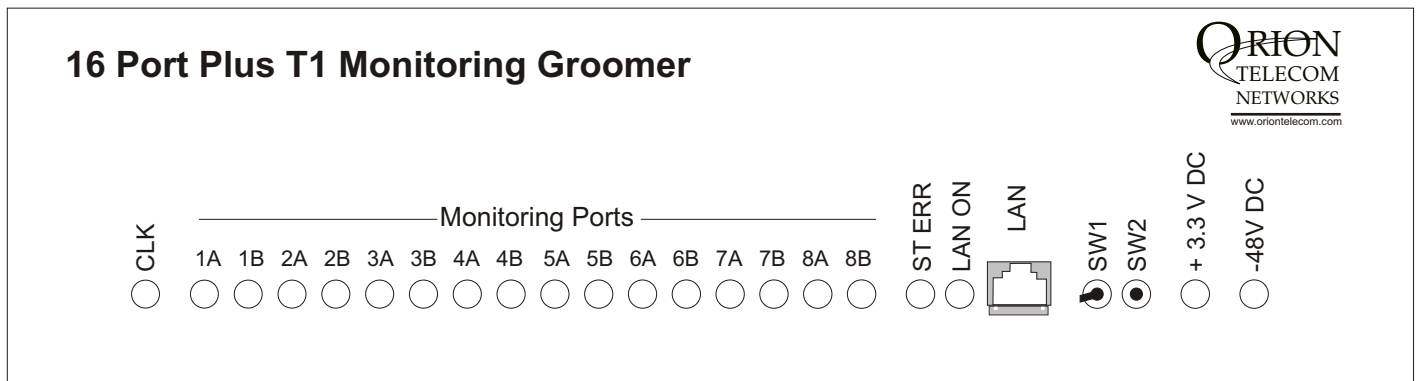 16 Port Plus T1 Monitoring Groomer
ORION
TELECOM
NETWORKS
www.oriontelecom.com
Monitoring Ports
CLK
1A 1B 2A 2B 3A 3B 4A 4B 5A 5B 6A 6B 7A 7B 8A 8B
ST ERR
LAN ON
LAN
SW1
SW2
+ 3.3 V DC
-48V DC